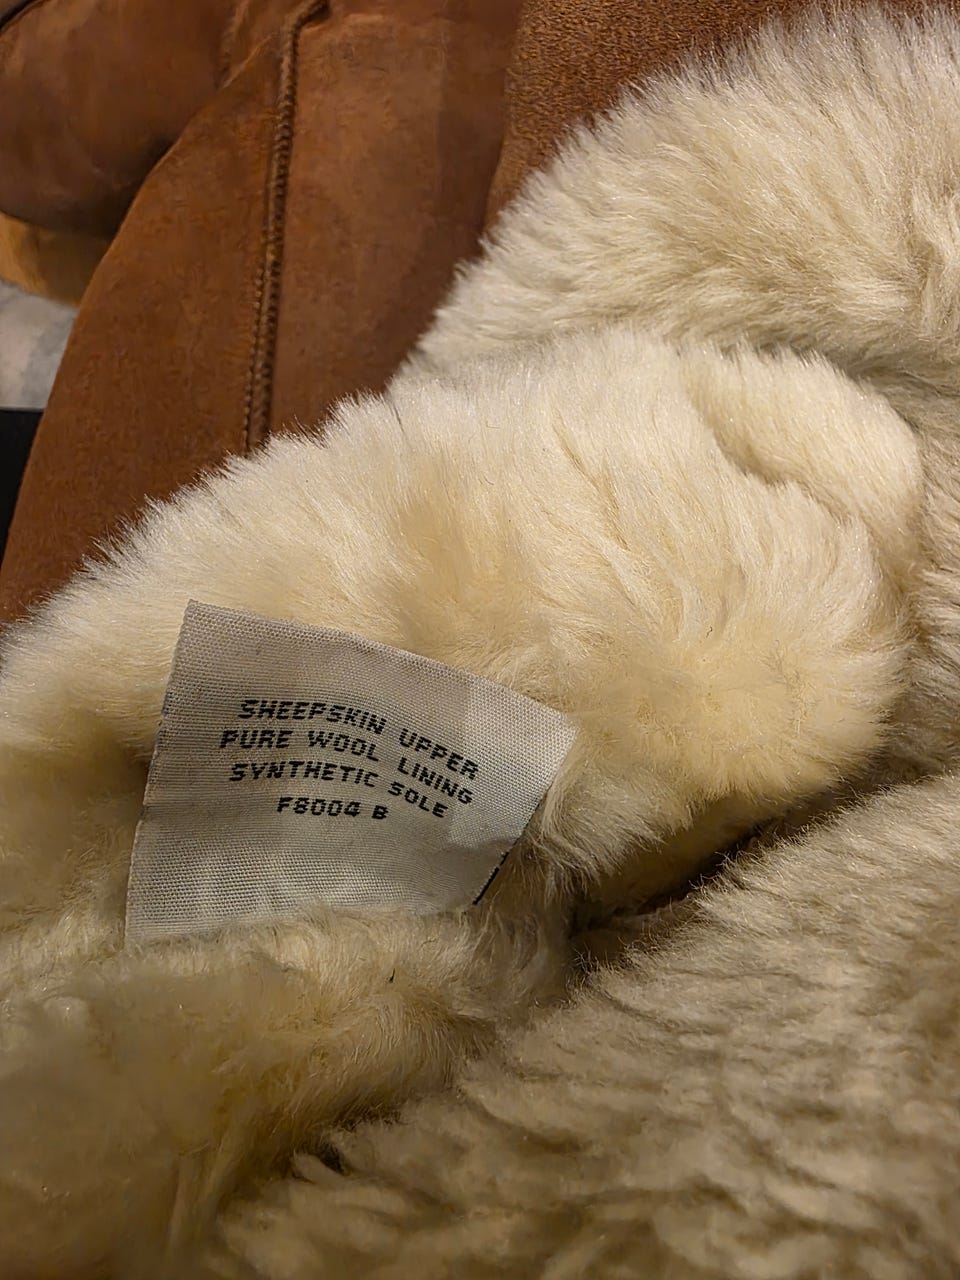 SHEEPSKIN UPPER
PURE WOOL LINING
SYNTHETIC SOLE
F8004 B